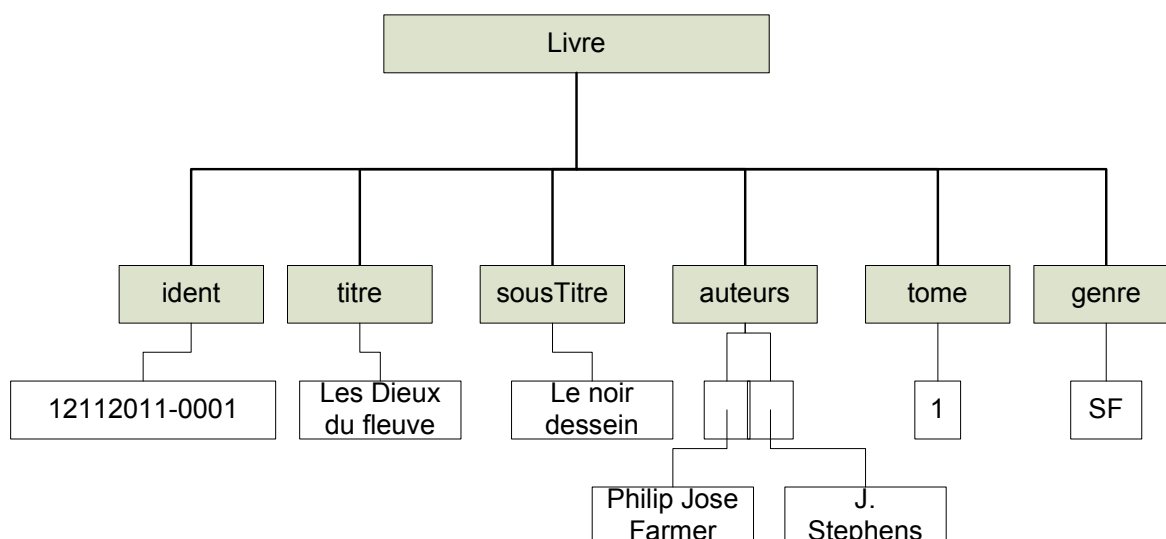 Livre
ident
titre
sousTitre
auteurs
tome
genre
12112011-0001
Les Dieux
du fleuve
Le noir
dessein
1
SF
Philip Jose
Farmer
J.
Stephens